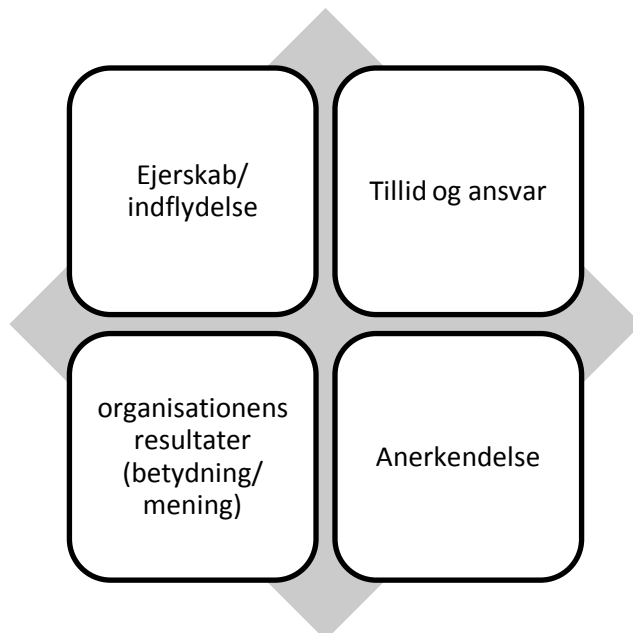 Ejerskab/
indflydelse
Tillid og ansvar
organisationens
resultater
(betydning/
mening)
Anerkendelse